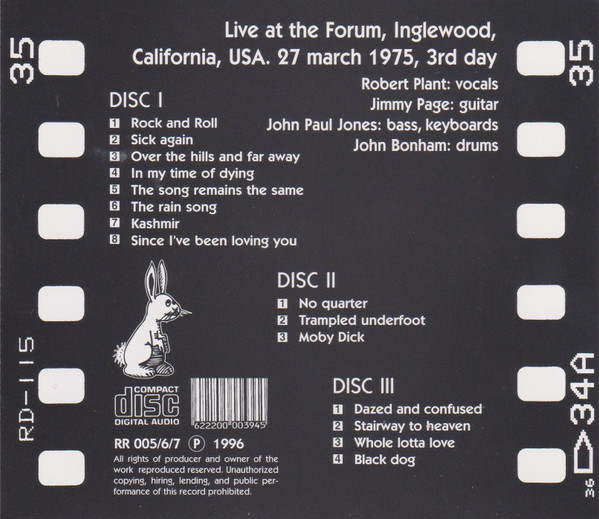 35
35
Live at the Forum, Inglewood,
California, USA. 27 march 1975, 3rd day
Robert Plant: vocals
Jimmy Page: guitar
John Paul Jones: bass, keyboards
John Bonham: drums
DISC I
1 Rock and Roll
2 Sick again
3 Over the hills and far away
4 In my time of dying
5 The song remains the same
6 The rain song
7 Kashmir
8 Since I've been loving you
DISC II
1 No quarter
2 Trampled underfoot
3 Moby Dick
DISC III
1 Dazed and confused
2 Stairway to heaven
3 Whole lotta love
4 Black dog
RD-115
COMPACT
disc
DIGITAL AUDIO
622200 003945
RR 005/6/7 Ⓟ 1996
All rights of producer and owner of the
work reproduced reserved. Unauthorized
copying, hiring, lending, and public per-
formance of this record prohibited.
34A
36